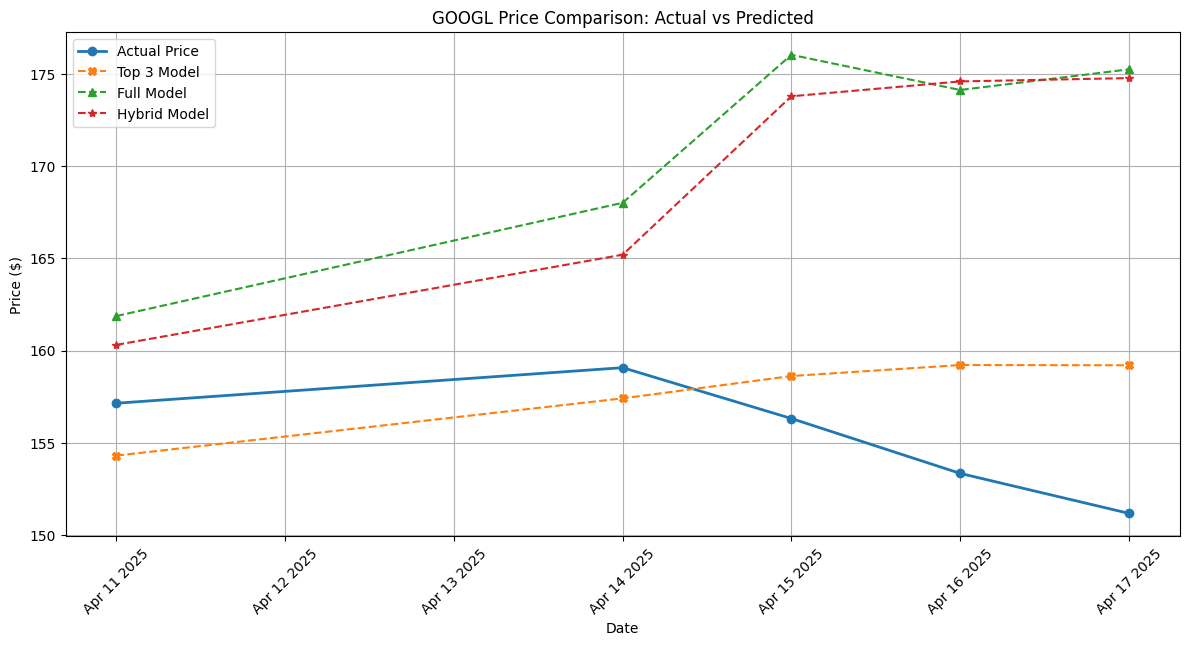 GOOGL Price Comparison: Actual vs Predicted
Actual Price
Top 3 Model
Full Model
Hybrid Model
175
170
165
160
155
150
Price ($)
Apr 11 2025
Apr 12 2025
Apr 13 2025
Apr 14 2025
Apr 15 2025
Apr 16 2025
Apr 17 2025
Date